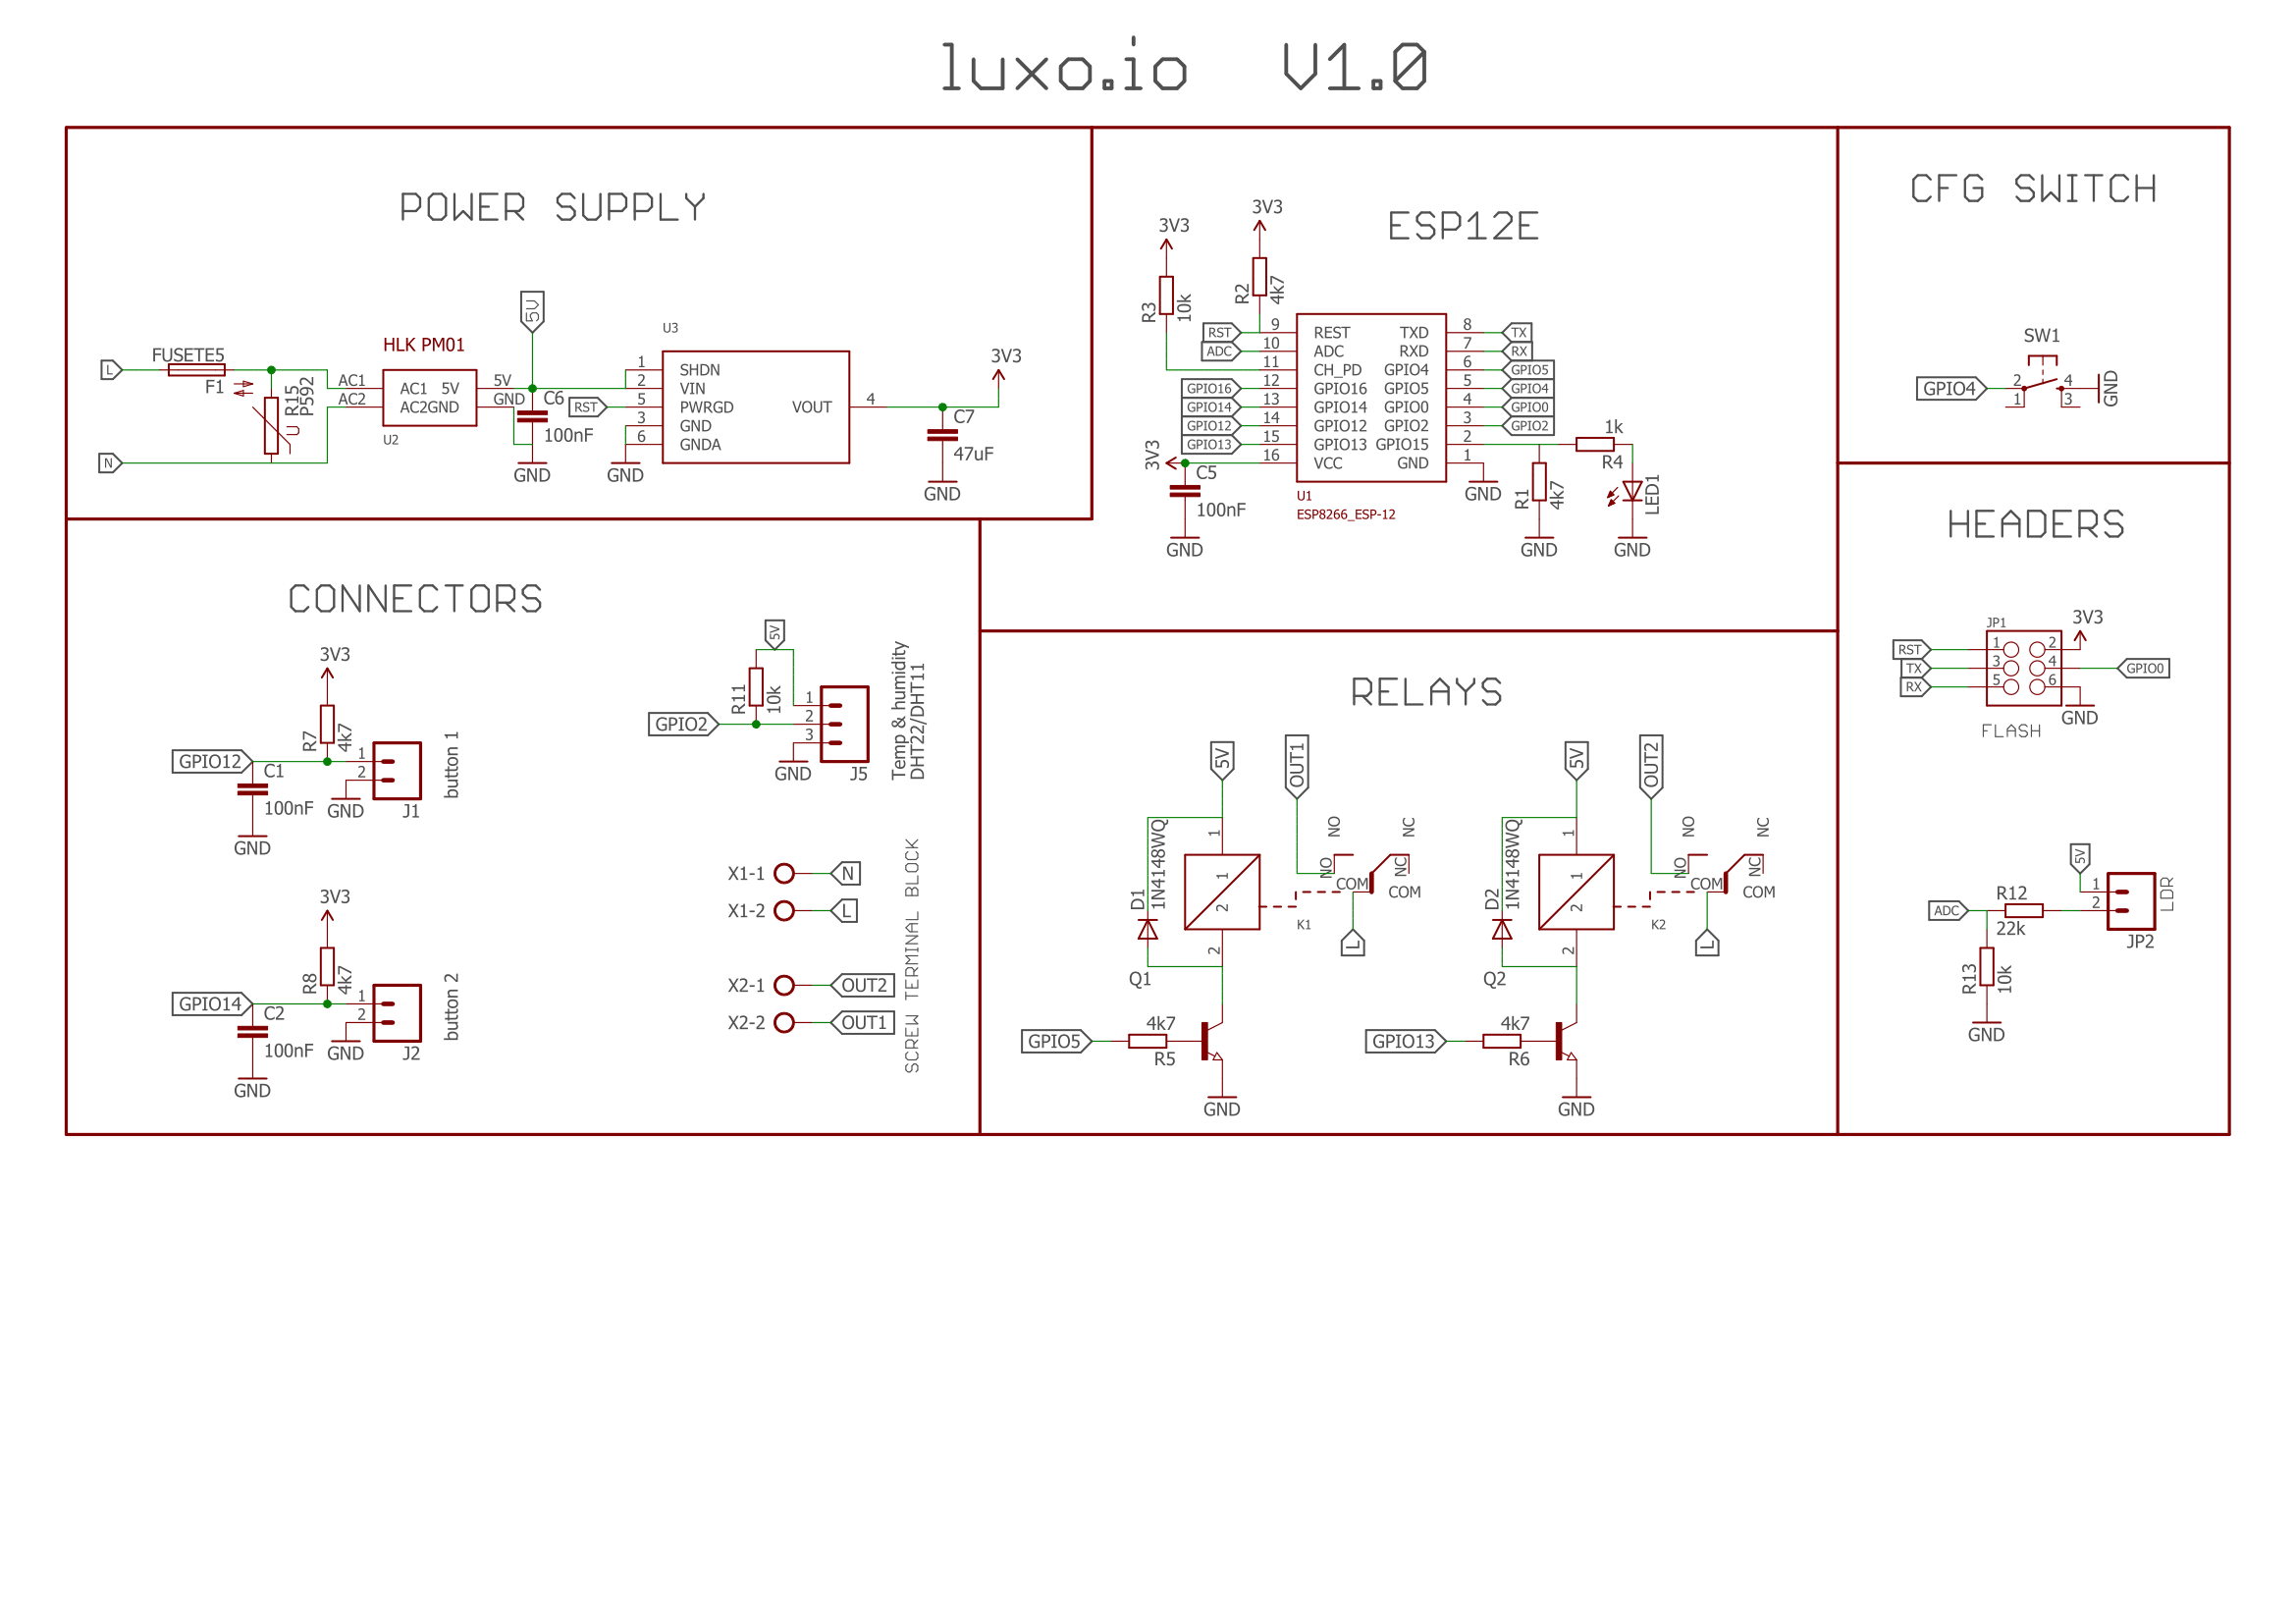 luxo.io V1.0
POWER SUPPLY
L
FUSETE5
F1
R15
P592
U
N
HLK PM01
AC1
AC2
AC1 5V
AC2GND
5V
GND
U2
5V
C6
100nF
GND
RST
U3
1
2
5
3
6
SHDN
VIN
PWRGD
GND
GNDA
VOUT
4
GND
3V3
C7
47uF
GND
ESP12E
3V3
R3
10k
3V3
R2
4k7
RST
ADC
GPIO16
GPIO14
GPIO12
GPIO13
3V3
C5
100nF
GND
9 REST TXD 8 TX
10 ADC RXD 7 RX
11 CH_PD GPIO4 6 GPIO5
12 GPIO16 GPIO5 5 GPIO4
13 GPIO14 GPIO0 4 GPIO0
14 GPIO12 GPIO2 3 GPIO2
15 GPIO13 GPIO15 2
16 VCC GND 1
U1
ESP8266_ESP-12
GND
R1
4k7
GND
1k
R4
LED1
GND
CFG SWITCH
SW1
GPIO4
2 4
1 3
GND
HEADERS
JP1
3V3
RST 1 2
TX 3 4 GPIO0
RX 5 6
GND
FLASH
5V
1
2
JP2
LDR
ADC
R12
22k
R13
10k
GND
CONNECTORS
3V3
R7
4k7
GPIO12
C1
100nF
GND
1
2
GND
J1
button 1
3V3
R8
4k7
GPIO14
C2
100nF
GND
1
2
GND
J2
button 2
5V
R11
10k
GPIO2
1
2
3
GND
J5
Temp & humidity
DHT22/DHT11
X1-1 N
X1-2 L
X2-1 OUT2
X2-2 OUT1
SCREW TERMINAL BLOCK
RELAYS
5V
OUT1
D1
1N4148WQ
1
1
2
2
K1
NO
NC
NO
NC
COM
COM
L
Q1
GPIO5
4k7
R5
GND
5V
OUT2
D2
1N4148WQ
1
1
2
2
K2
NO
NC
NO
NC
COM
COM
L
Q2
GPIO13
4k7
R6
GND